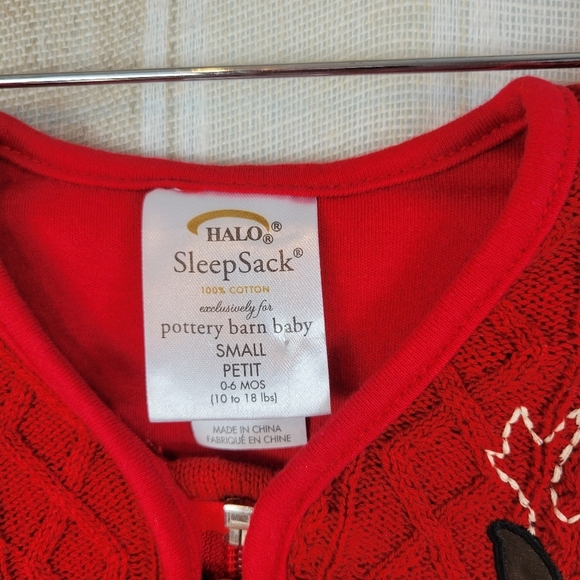 HALO®®
SleepSack®
100% COTTON
exclusively for
pottery barn baby
SMALL
PETIT
0-6 MOS
(10 to 18 lbs)
MADE IN CHINA
FABRIQUÉ EN CHINE